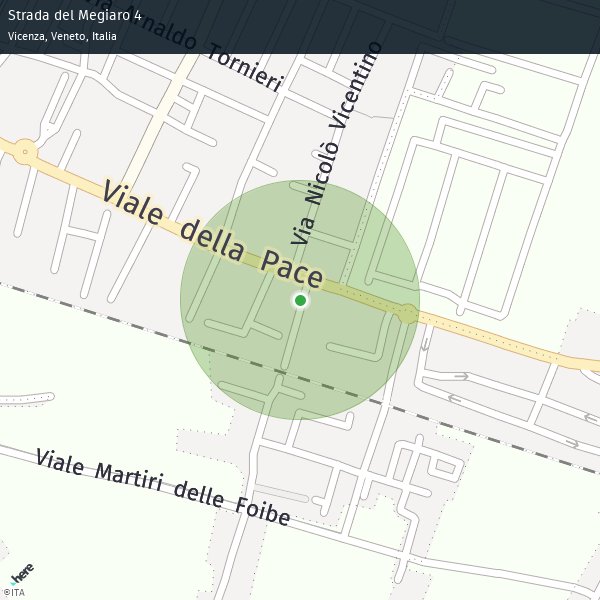 Strada del Megiaro 4
Vicenza, Veneto, Italia
Via Arnaldo Tornieri
Via Nicolò Vicentino
Viale della Pace
Viale Martiri delle Foibe
here
©ITA